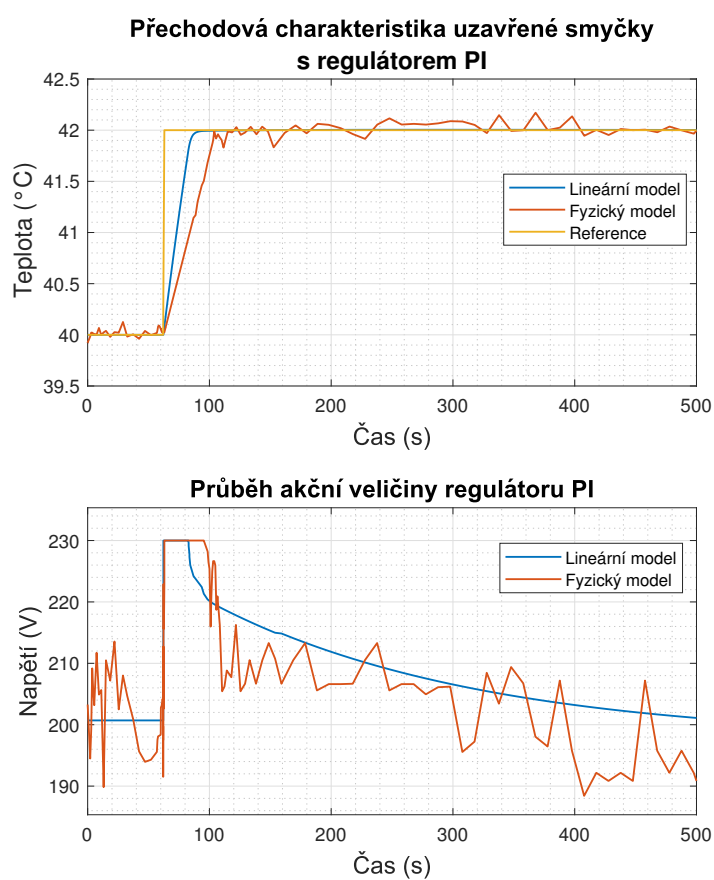 Přechodová charakteristika uzavřené smyčky
s regulátorem PI
42.5
42
41.5
41
40.5
40
39.5
Teplota (°C)
Lineární model
Fyzický model
Reference
0 100 200 300 400 500
Čas (s)
Průběh akční veličiny regulátoru PI
230
220
210
200
190
Napětí (V)
Lineární model
Fyzický model
0 100 200 300 400 500
Čas (s)